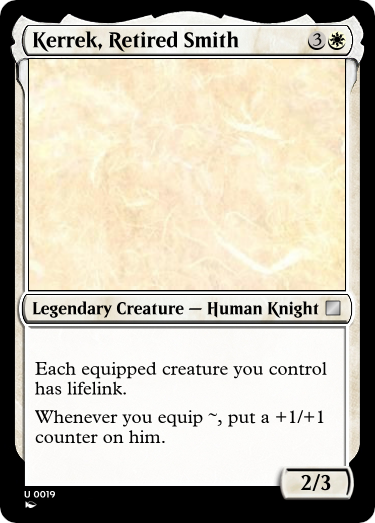 Kerrek, Retired Smith 3
Legendary Creature — Human Knight
Each equipped creature you control
has lifelink.
Whenever you equip ~, put a +1/+1
counter on him.
2/3
U 0019